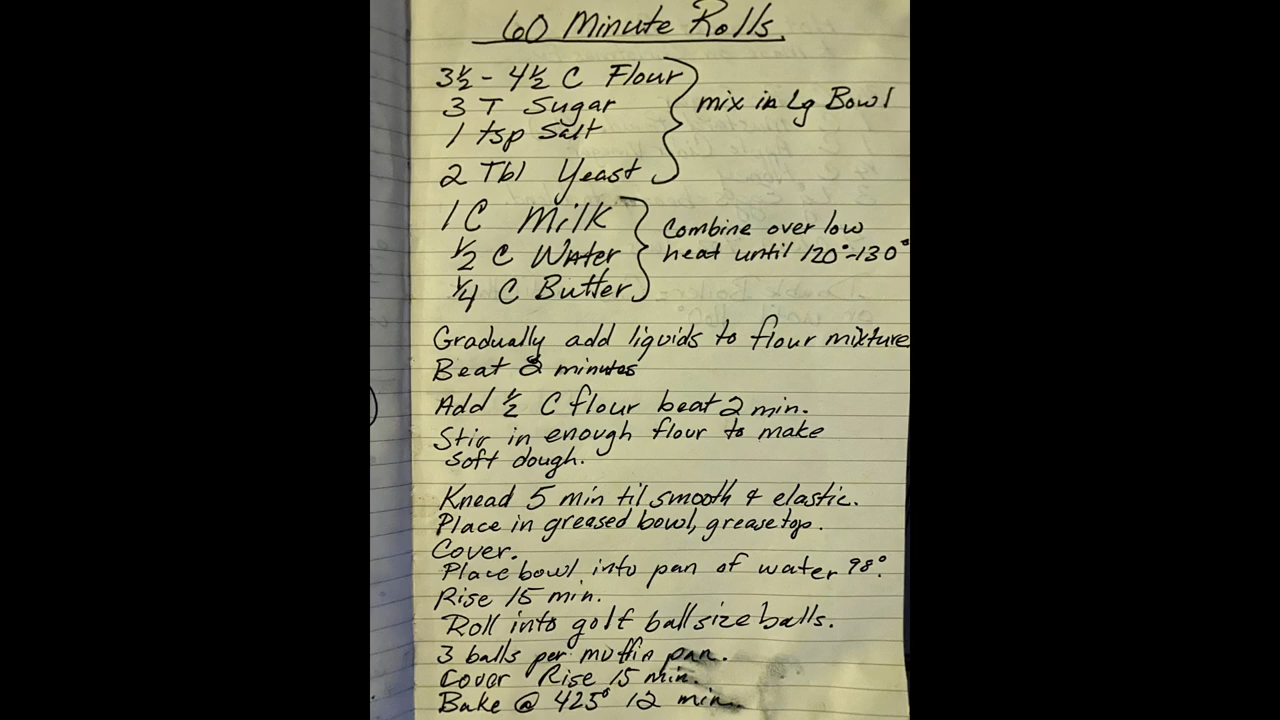 60 Minute Rolls.
3½ - 4½ C Flour
3 T Sugar
1 tsp Salt
2 Tbl Yeast
mix in Lg Bowl
1 C Milk
½ C Water
¼ C Butter
Combine over low
heat until 120°-130°
Gradually add liquids to flour mixture
Beat 2 minutes
Add ½ C flour beat 2 min.
Stir in enough flour to make
soft dough.
Knead 5 min til smooth & elastic.
Place in greased bowl, grease top.
Cover.
Place bowl into pan of water 98°.
Rise 15 min.
Roll into golf ball size balls.
3 balls per muffin pan.
Cover Rise 15 min.
Bake @ 425° 12 min.